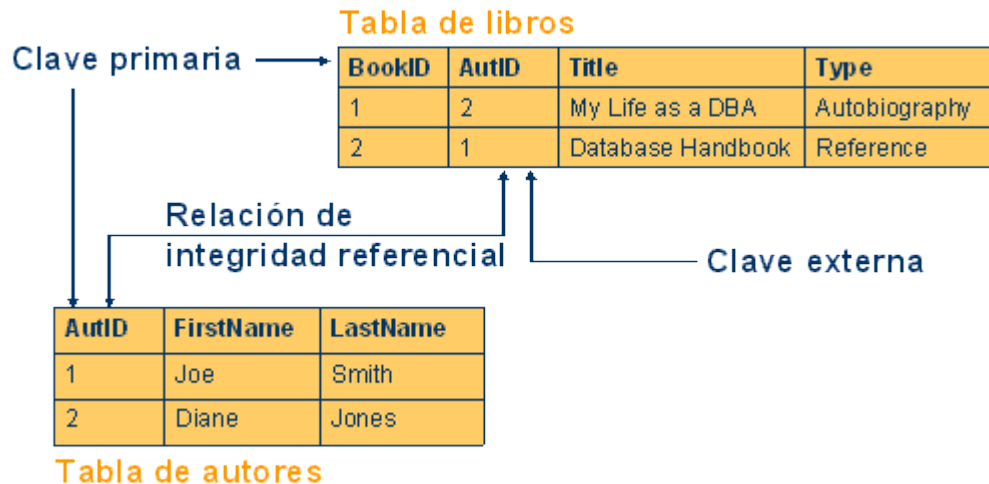 Tabla de libros
Clave primaria
BookID AutID Title Type
1 2 My Life as a DBA Autobiography
2 1 Database Handbook Reference
Relación de
integridad referencial
Clave externa
AutID FirstName LastName
1 Joe Smith
2 Diane Jones
Tabla de autores